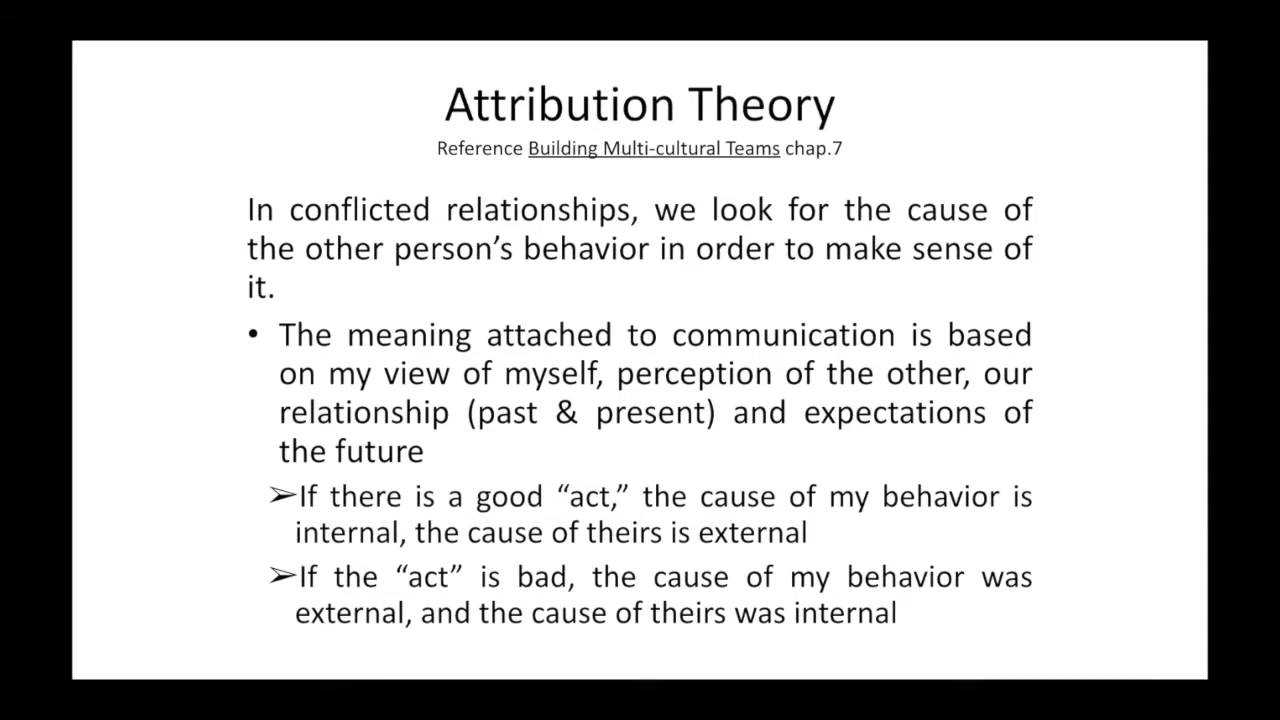 Attribution Theory
Reference Building Multi-cultural Teams chap.7
In conflicted relationships, we look for the cause of
the other person’s behavior in order to make sense of
it.
• The meaning attached to communication is based
on my view of myself, perception of the other, our
relationship (past & present) and expectations of
the future
➢If there is a good “act,” the cause of my behavior is
internal, the cause of theirs is external
➢If the “act” is bad, the cause of my behavior was
external, and the cause of theirs was internal